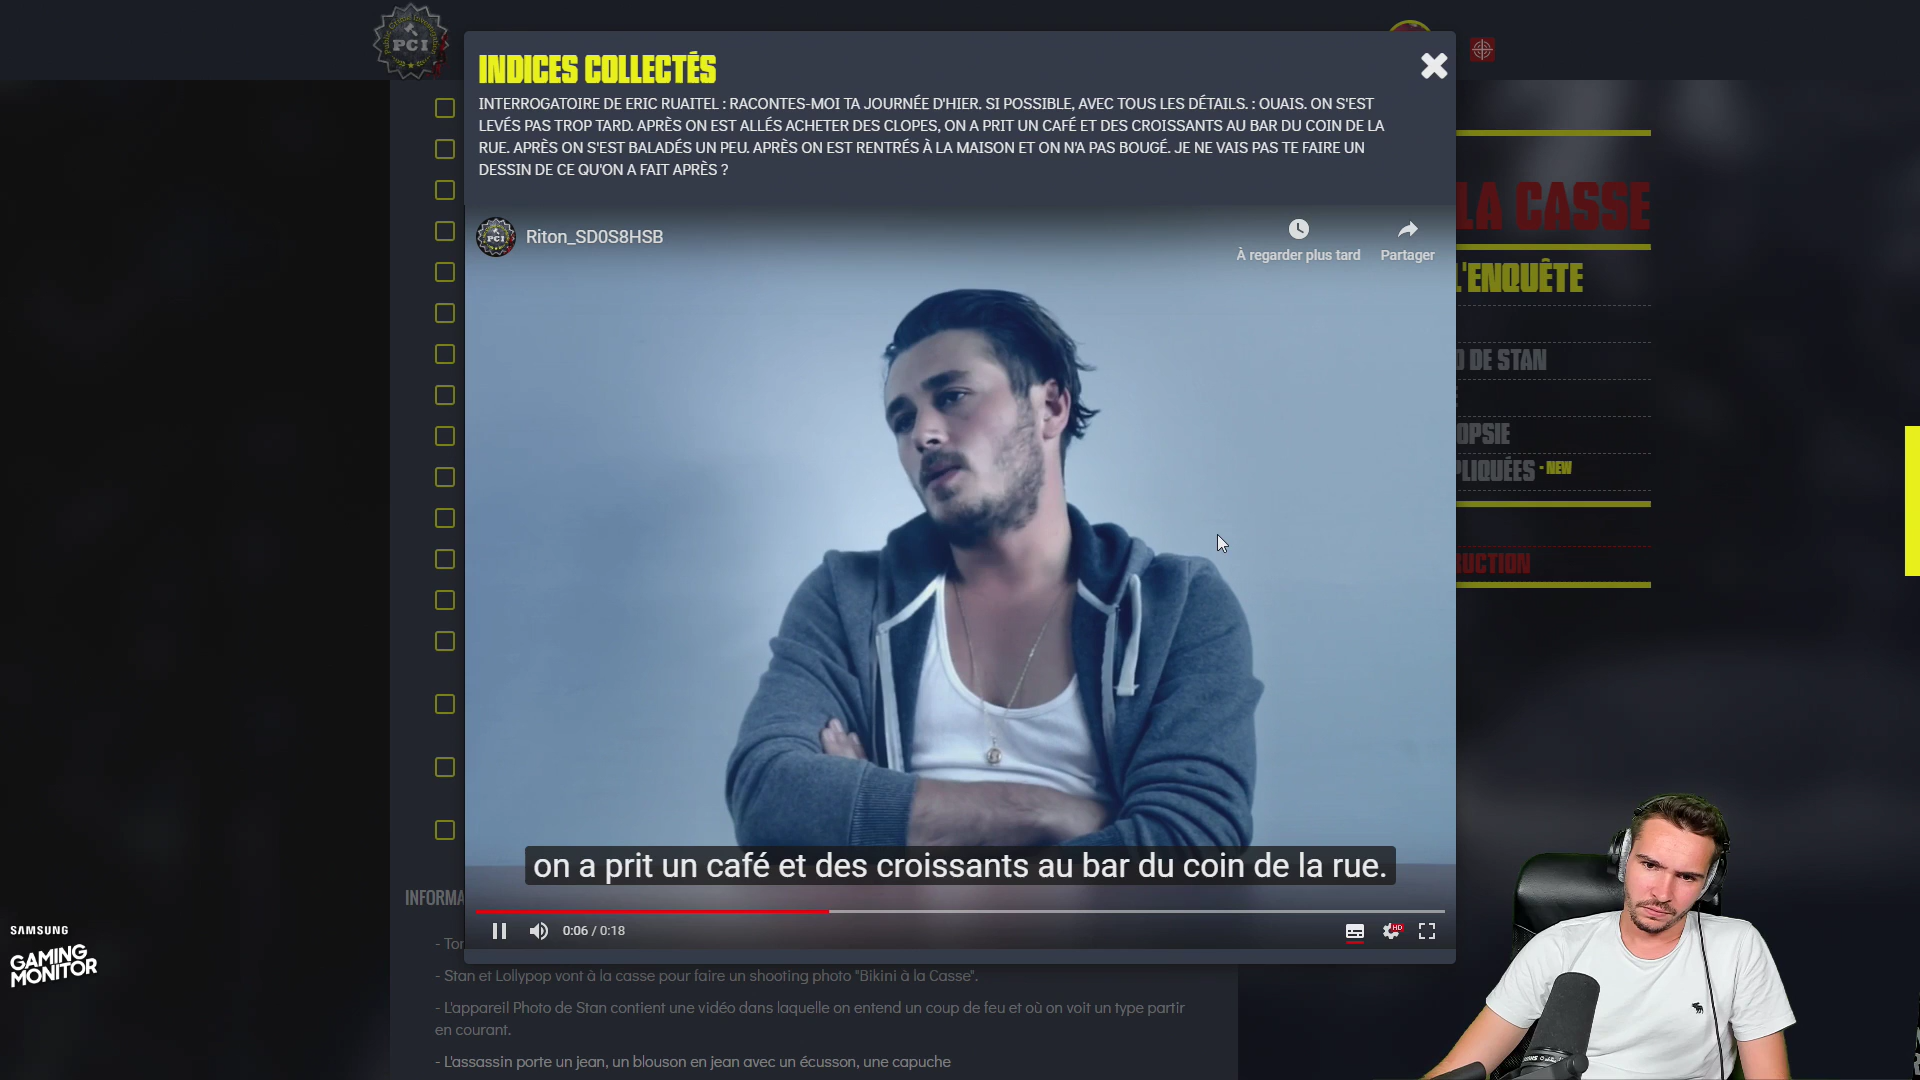 PCI
INDICES COLLECTÉS
INTERROGATOIRE DE ERIC RUAITEL : RACONTES-MOI TA JOURNÉE D'HIER. SI POSSIBLE, AVEC TOUS LES DÉTAILS. : OUAIS. ON S'EST
LEVÉS PAS TROP TARD. APRÈS ON EST ALLÉS ACHETER DES CLOPES, ON A PRIT UN CAFÉ ET DES CROISSANTS AU BAR DU COIN DE LA
RUE. APRÈS ON S'EST BALADÉS UN PEU. APRÈS ON EST RENTRÉS À LA MAISON ET ON N'A PAS BOUGÉ. JE NE VAIS PAS TE FAIRE UN
DESSIN DE CE QU'ON A FAIT APRÈS ?
PCI
Riton_SD0S8HSB
À regarder plus tard
Partager
LA CASSE
L'ENQUÊTE
DE STAN
OPSIE
PLIQUÉES - NEW
RUCTION
on a prit un café et des croissants au bar du coin de la rue.
0:06 / 0:18
HD
INFORMA
- Tor
- Stan et Lollypop vont à la casse pour faire un shooting photo "Bikini à la Casse".
- L'appareil Photo de Stan contient une vidéo dans laquelle on entend un coup de feu et où on voit un type partir
en courant.
- L'assassin porte un jean, un blouson en jean avec un écusson, une capuche
SAMSUNG
GAMING
MONITOR